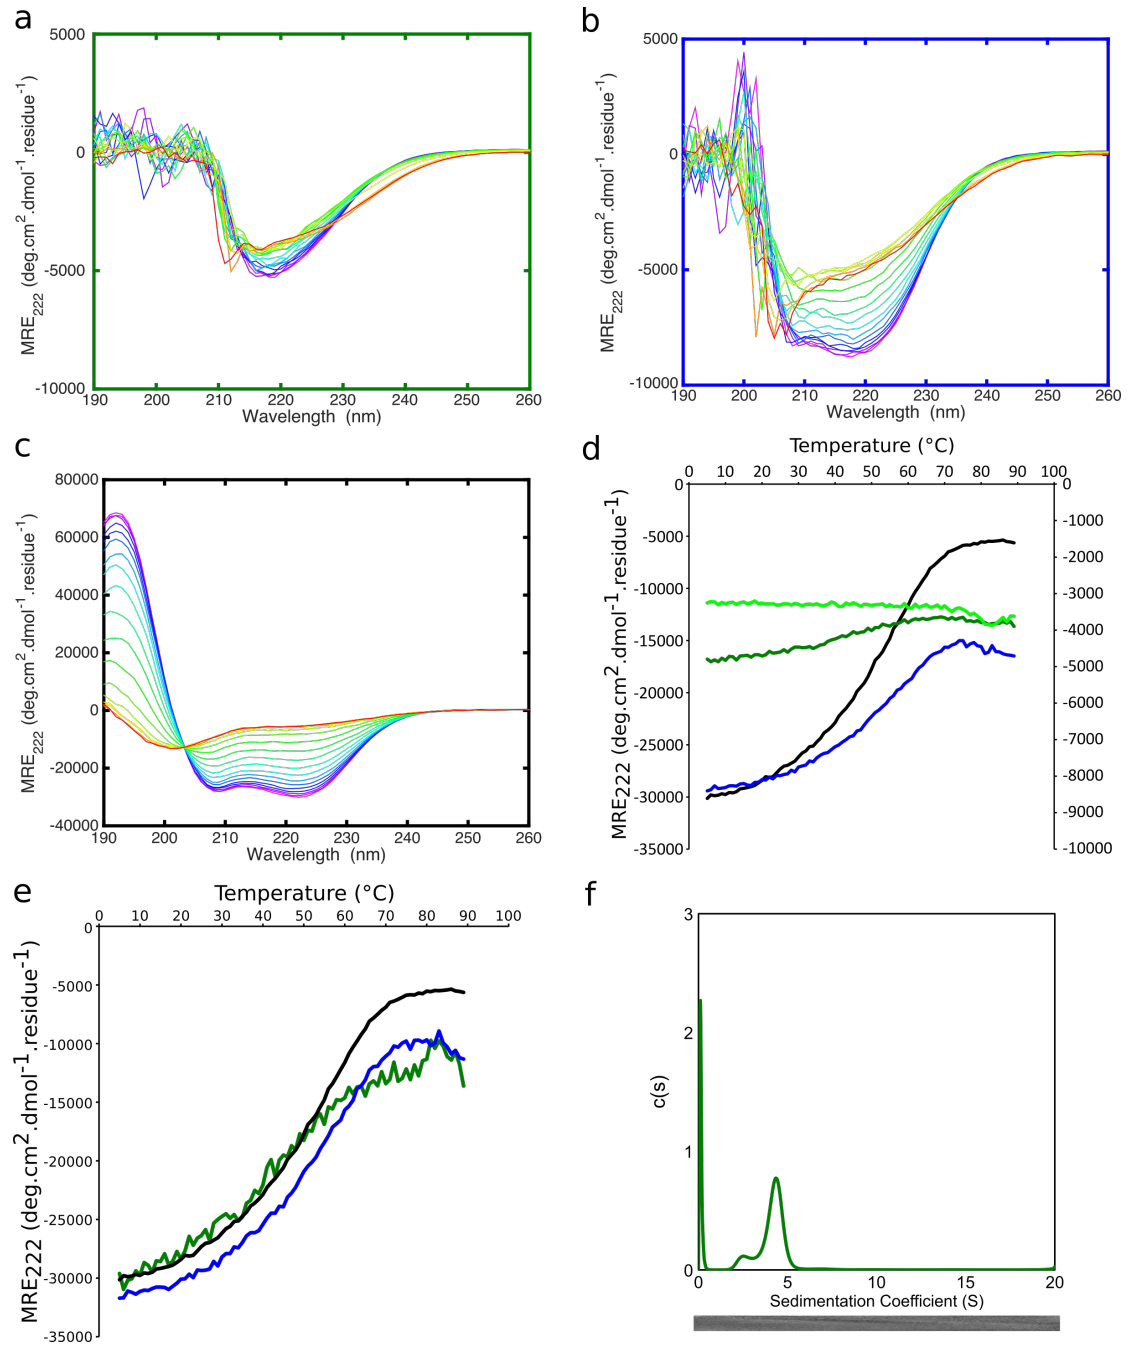 a
5000
0
-5000
-10000
MRE222 (deg.cm2.dmol-1.residue-1)
190 200 210 220 230 240 250 260
Wavelength (nm)
b
5000
0
-5000
-10000
MRE222 (deg.cm2.dmol-1.residue-1)
190 200 210 220 230 240 250 260
Wavelength (nm)
c
80000
60000
40000
20000
0
-20000
-40000
MRE222 (deg.cm2.dmol-1.residue-1)
190 200 210 220 230 240 250 260
Wavelength (nm)
d
Temperature (°C)
0 10 20 30 40 50 60 70 80 90 100
0
-5000
-10000
-15000
-20000
-25000
-30000
-35000
MRE222 (deg.cm2.dmol-1.residue-1)
0
-1000
-2000
-3000
-4000
-5000
-6000
-7000
-8000
-9000
-10000
e
Temperature (°C)
0 10 20 30 40 50 60 70 80 90 100
0
-5000
-10000
-15000
-20000
-25000
-30000
-35000
MRE222 (deg.cm2.dmol-1.residue-1)
f
3
2
1
0
c(s)
0 5 10 15 20
Sedimentation Coefficient (S)